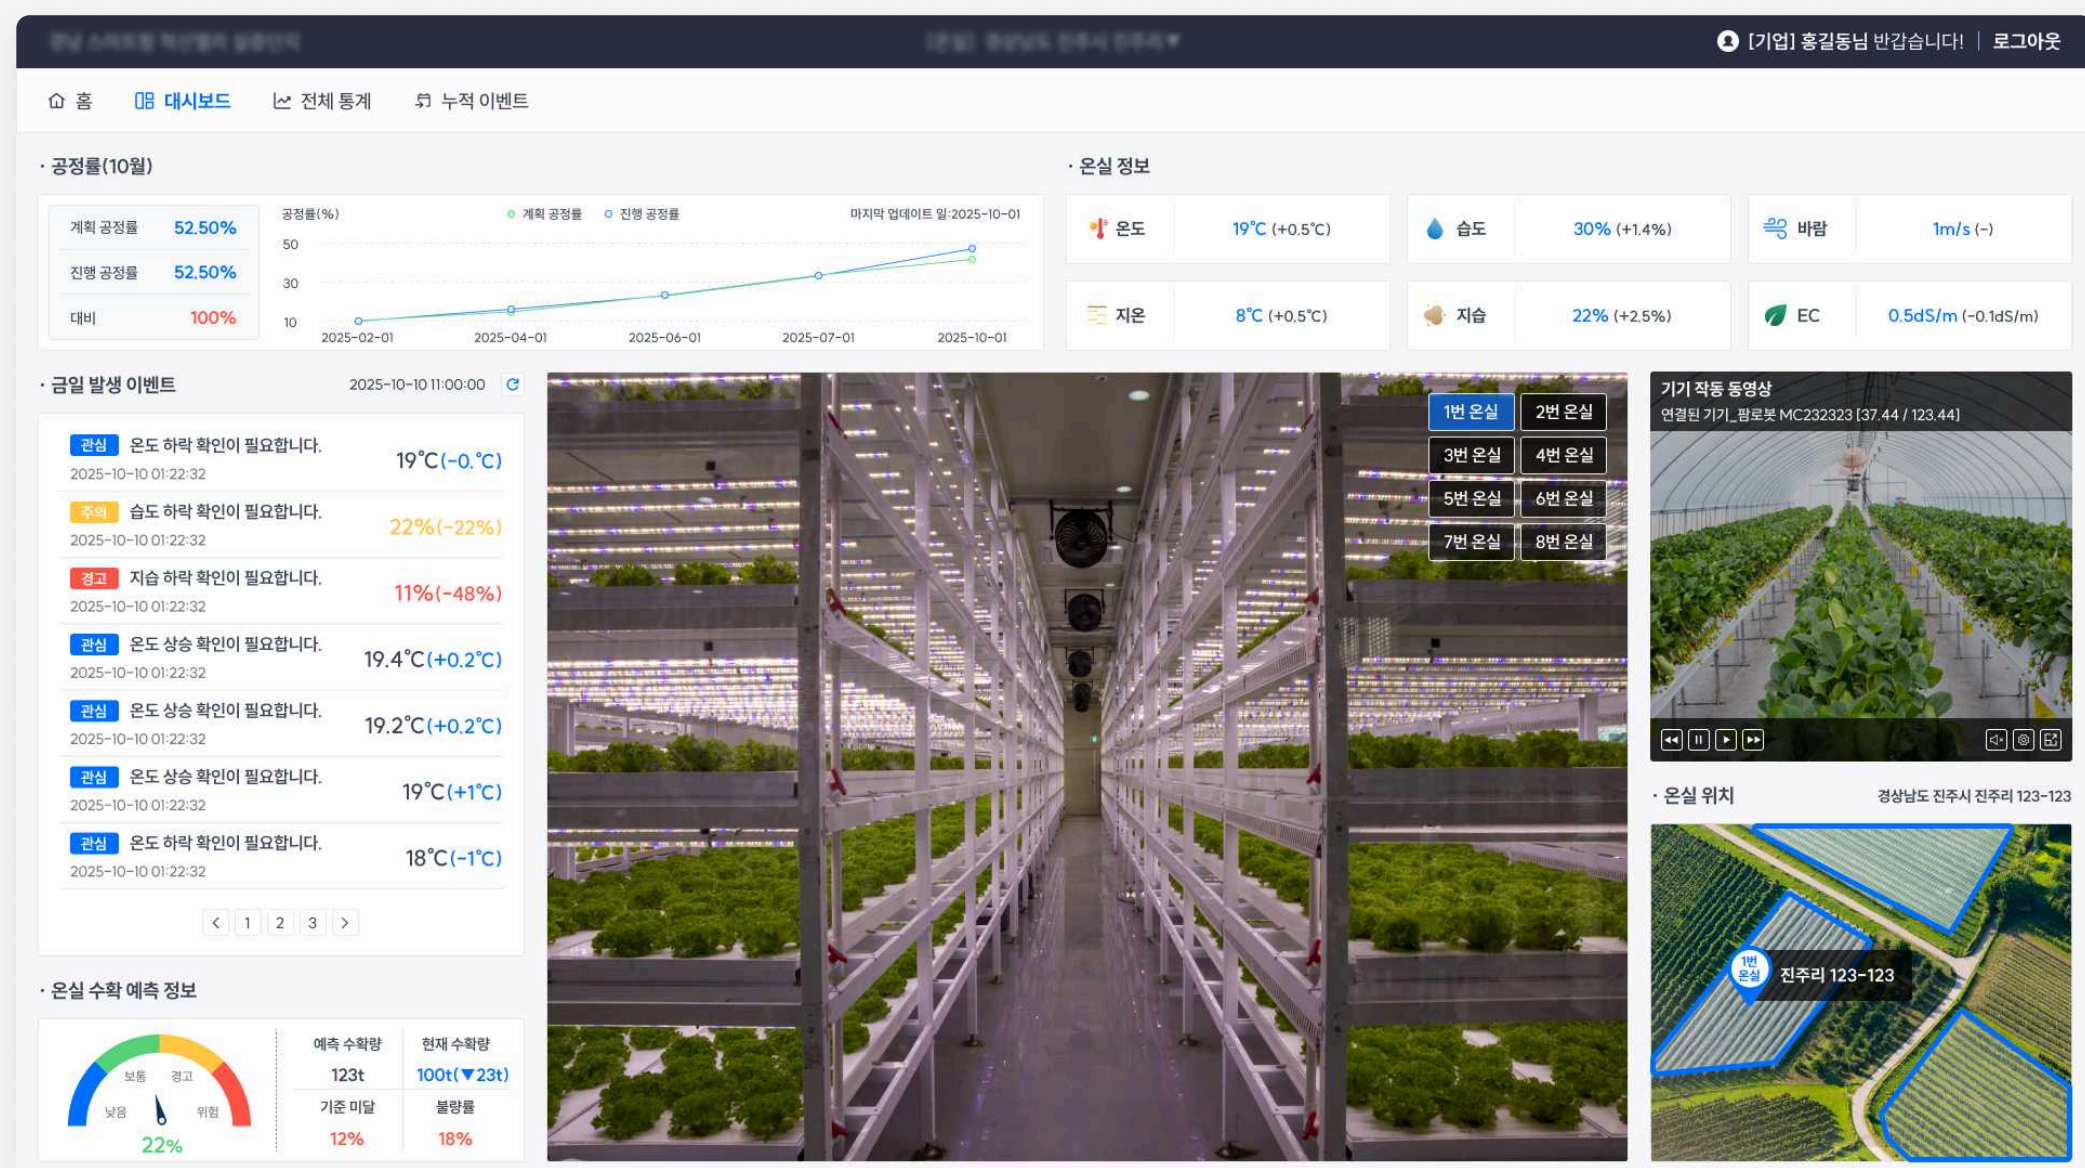 [기업] 홍길동님 반갑습니다! | 로그아웃
홈 대시보드 전체 통계 누적 이벤트
· 공정률(10월)
계획 공정률 52.50%
진행 공정률 52.50%
대비 100%
공정률(%) 계획 공정률 진행 공정률 마지막 업데이트 일:2025-10-01
50
30
10
2025-02-01 2025-04-01 2025-06-01 2025-07-01 2025-10-01
· 온실 정보
온도 19℃ (+0.5℃)
습도 30% (+1.4%)
바람 1m/s (-)
지온 8℃ (+0.5℃)
지습 22% (+2.5%)
EC 0.5dS/m (-0.1dS/m)
· 금일 발생 이벤트 2025-10-10 11:00:00
관심 온도 하락 확인이 필요합니다.
2025-10-10 01:22:32
19℃(-0.℃)
주의 습도 하락 확인이 필요합니다.
2025-10-10 01:22:32
22%(-22%)
경고 지습 하락 확인이 필요합니다.
2025-10-10 01:22:32
11%(-48%)
관심 온도 상승 확인이 필요합니다.
2025-10-10 01:22:32
19.4℃(+0.2℃)
관심 온도 상승 확인이 필요합니다.
2025-10-10 01:22:32
19.2℃(+0.2℃)
관심 온도 상승 확인이 필요합니다.
2025-10-10 01:22:32
19℃(+1℃)
관심 온도 하락 확인이 필요합니다.
2025-10-10 01:22:32
18℃(-1℃)
< 1 2 3 >
· 온실 수확 예측 정보
보통 경고
낮음 위험
22%
예측 수확량 현재 수확량
123t 100t(▼23t)
기준 미달 불량률
12% 18%
1번 온실 2번 온실
3번 온실 4번 온실
5번 온실 6번 온실
7번 온실 8번 온실
기기 작동 동영상
연결된 기기_팜로봇 MC232323 [37.44 / 123.44]
· 온실 위치 경상남도 진주시 진주리 123-123
1번
온실
진주리 123-123